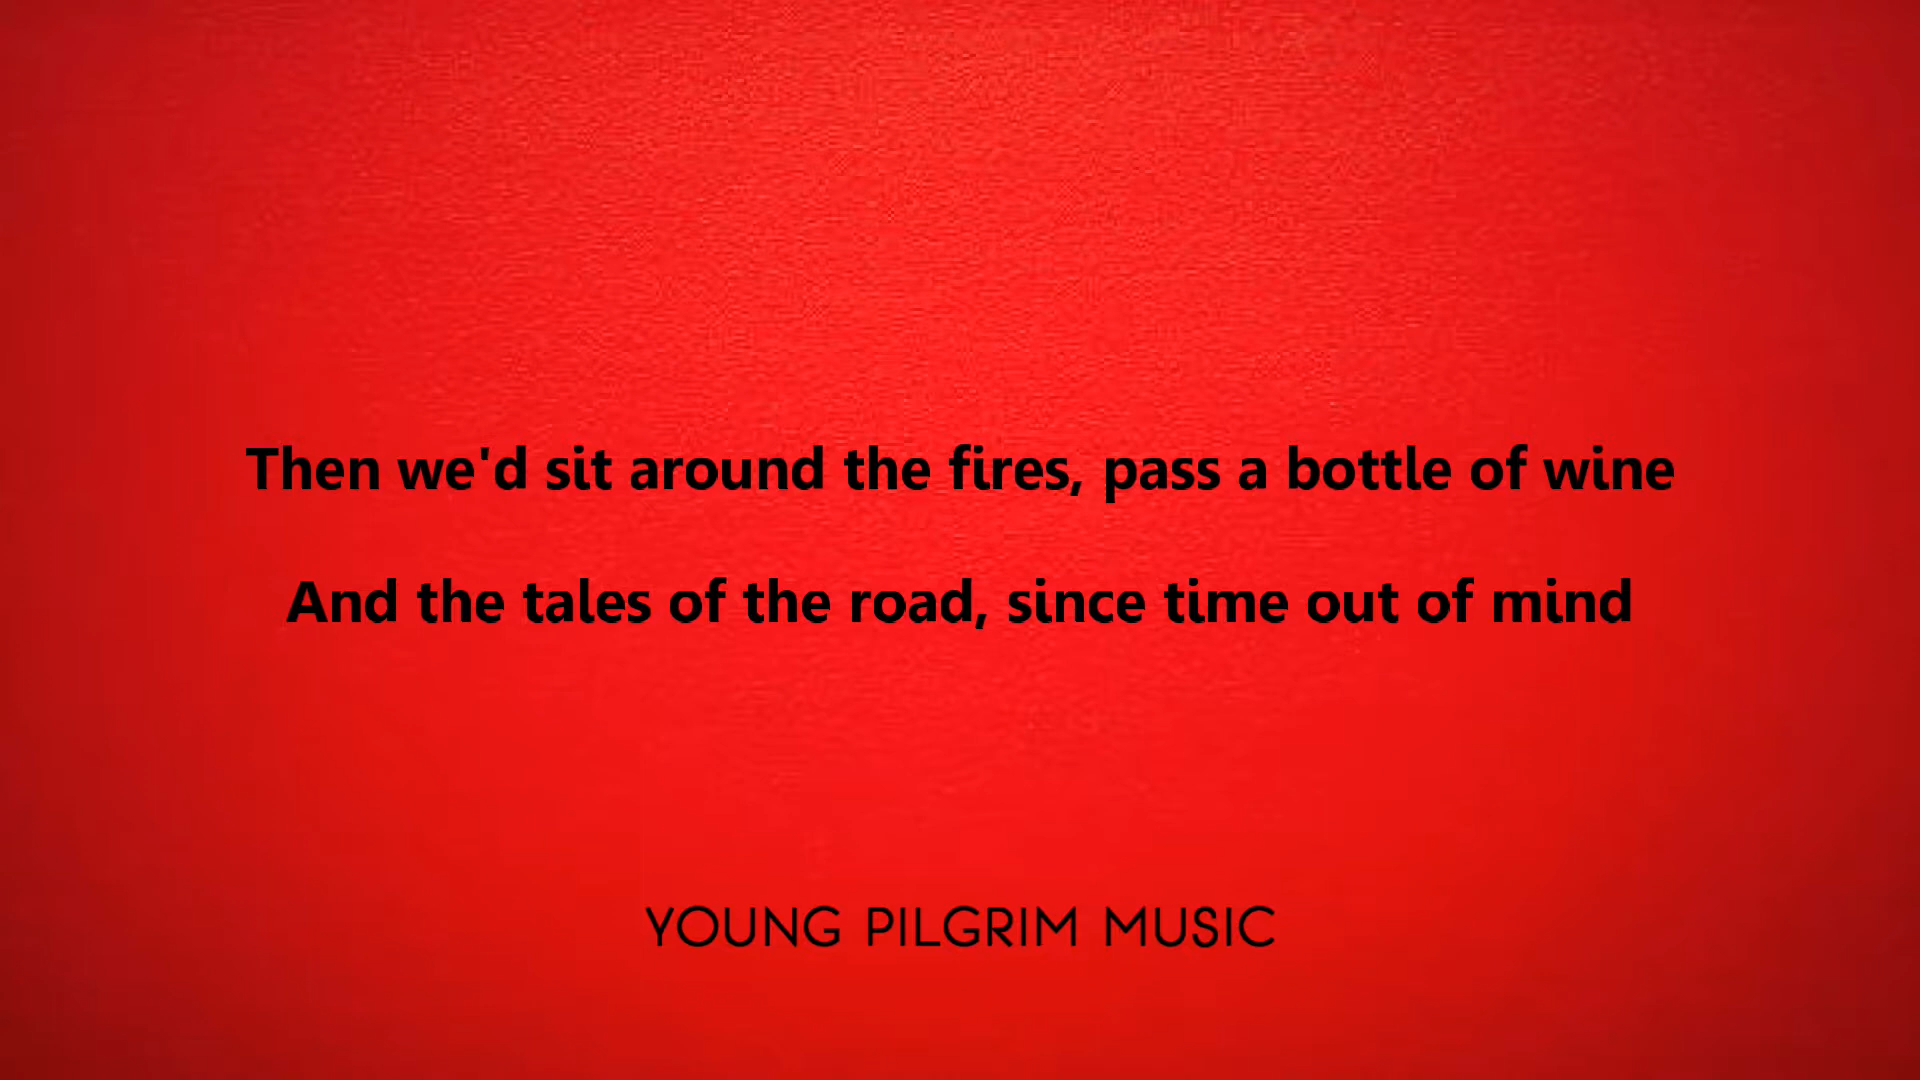 Then we'd sit around the fires, pass a bottle of wine
And the tales of the road, since time out of mind
YOUNG PILGRIM MUSIC